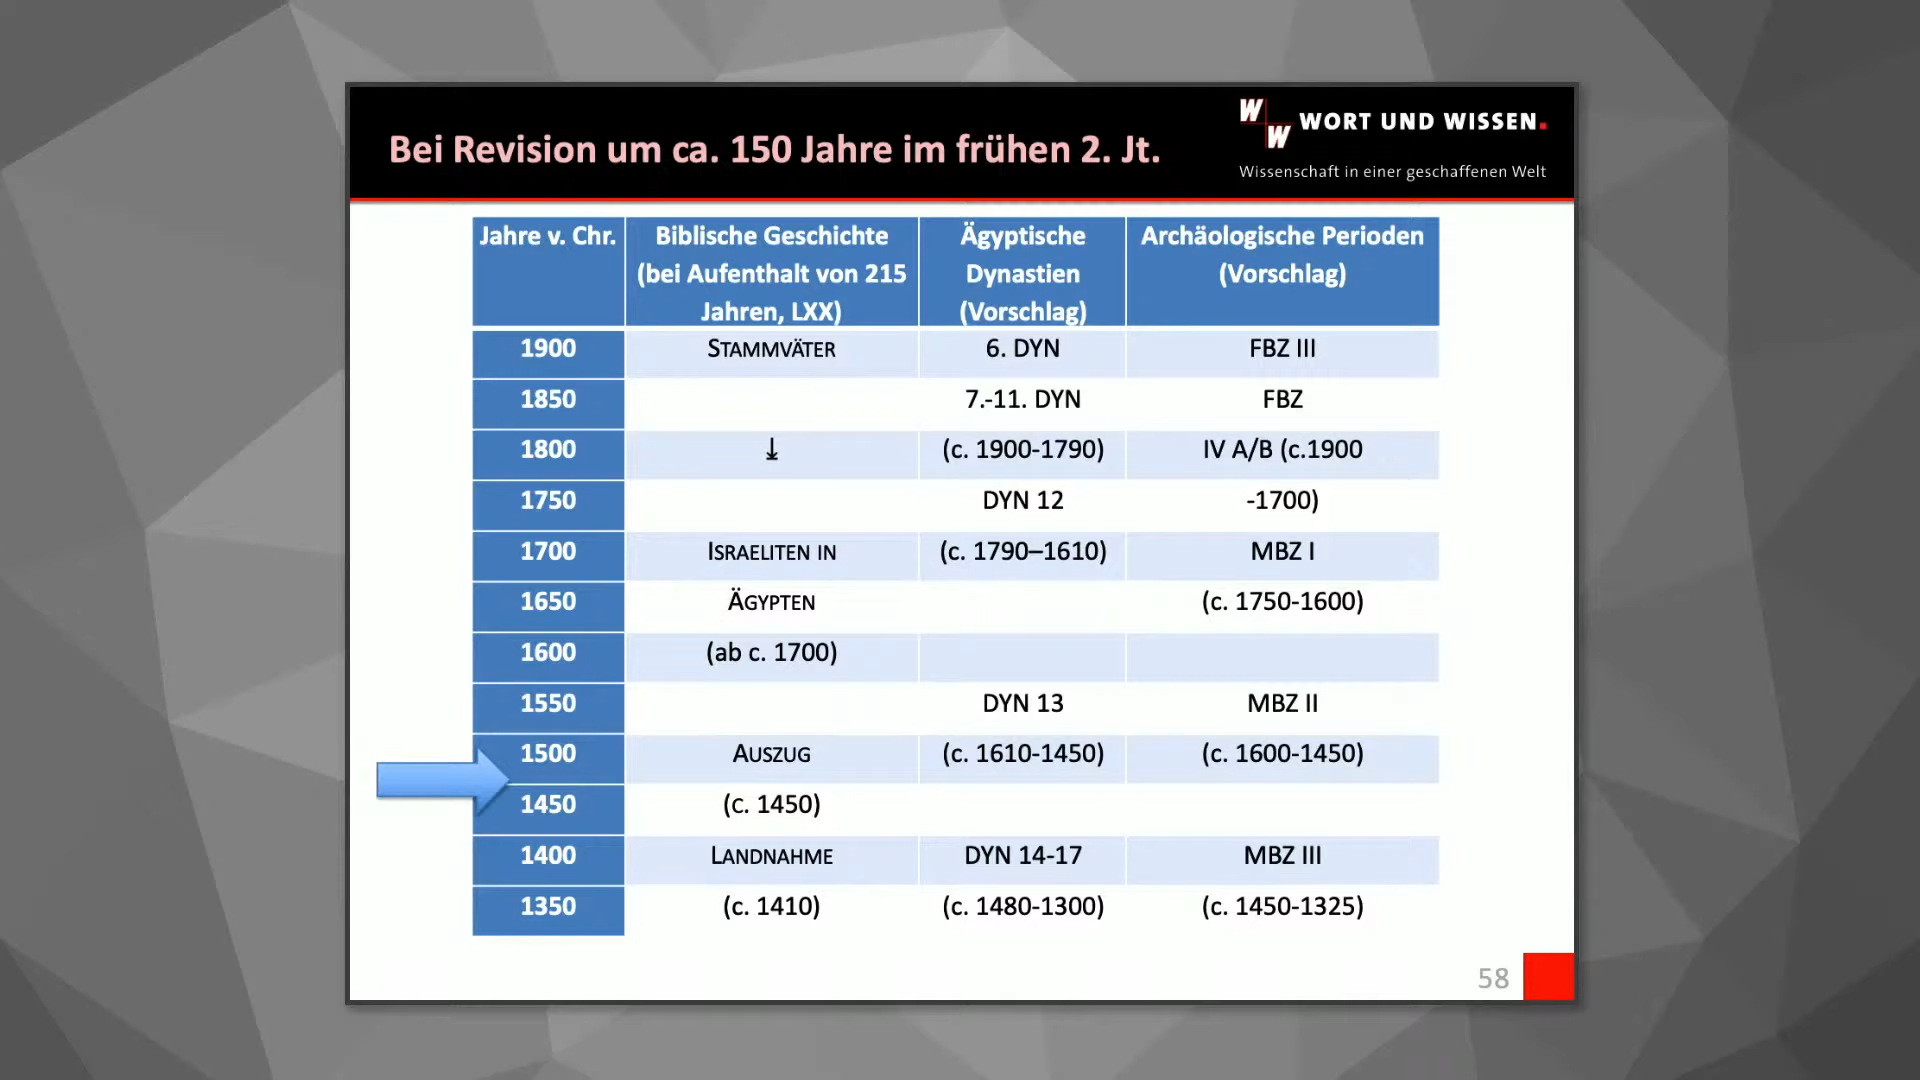 Bei Revision um ca. 150 Jahre im frühen 2. Jt.
W
W
WORT UND WISSEN.
Wissenschaft in einer geschaffenen Welt
Jahre v. Chr.
Biblische Geschichte
(bei Aufenthalt von 215
Jahren, LXX)
Ägyptische
Dynastien
(Vorschlag)
Archäologische Perioden
(Vorschlag)
1900 STAMMVÄTER 6. DYN FBZ III
1850 7.-11. DYN FBZ
1800 ↓ (c. 1900-1790) IV A/B (c.1900
1750 DYN 12 -1700)
1700 ISRAELITEN IN (c. 1790–1610) MBZ I
1650 ÄGYPTEN (c. 1750-1600)
1600 (ab c. 1700)
1550 DYN 13 MBZ II
1500 AUSZUG (c. 1610-1450) (c. 1600-1450)
1450 (c. 1450)
1400 LANDNAHME DYN 14-17 MBZ III
1350 (c. 1410) (c. 1480-1300) (c. 1450-1325)
58